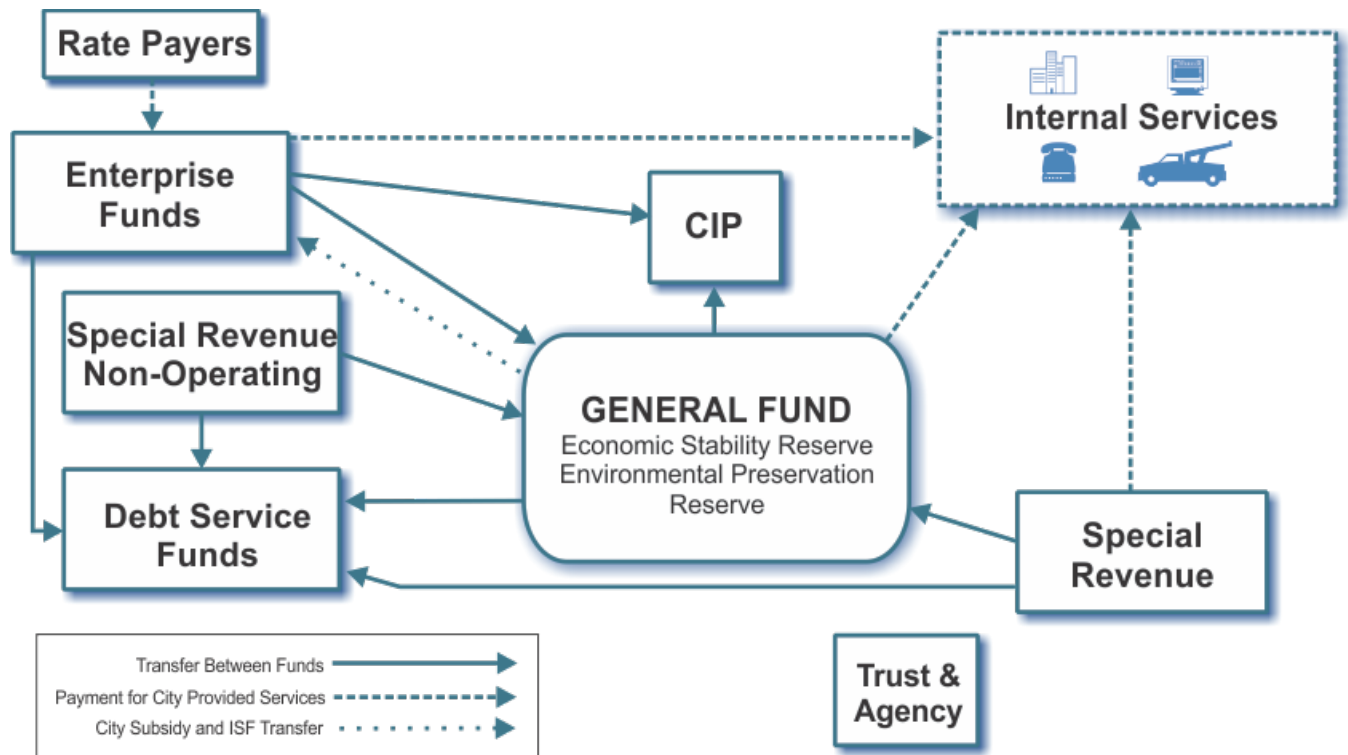 Rate Payers
Internal Services
Enterprise
Funds
CIP
Special Revenue
Non-Operating
GENERAL FUND
Economic Stability Reserve
Environmental Preservation
Reserve
Debt Service
Funds
Special
Revenue
Transfer Between Funds
Payment for City Provided Services
City Subsidy and ISF Transfer
Trust &
Agency